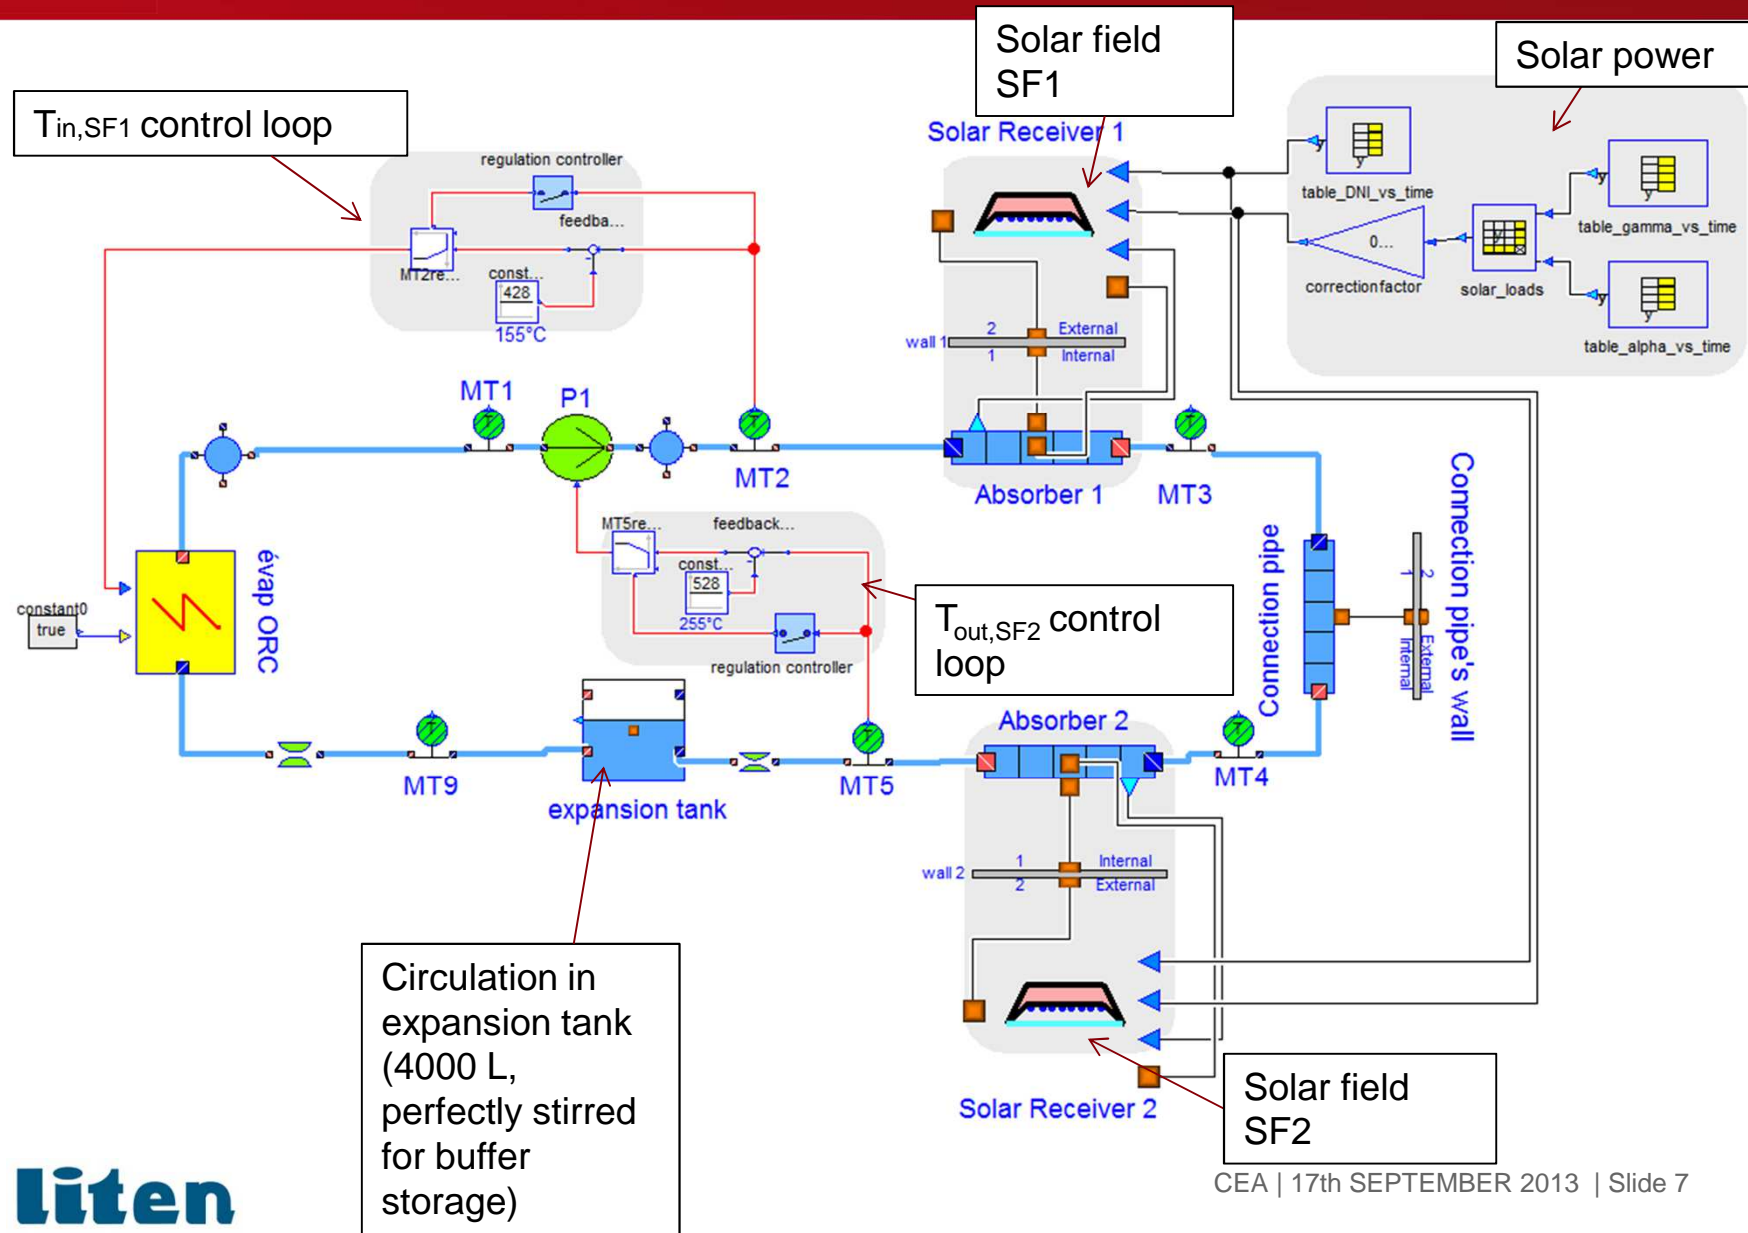 Solar field
SF1
Solar power
Tin,SF1 control loop
Solar Receiver 1
regulation controller
feedba...
MT2re...
const...
428
155°C
table_DNI_vs_time
y
table_gamma_vs_time
y
0...
correctionfactor
y
solar_loads
table_alpha_vs_time
y
wall 1
2
External
1
Internal
MT1
P1
MT2
Absorber 1
MT3
MT5re...
feedback...
const...
528
255°C
regulation controller
Tout,SF2 control
loop
évap ORC
constant0
true
Connection pipe
1 2
Internal
External
Connection pipe's wall
MT9
expansion tank
MT5
Absorber 2
MT4
wall 2
1
Internal
2
External
Circulation in
expansion tank
(4000 L,
perfectly stirred
for buffer
storage)
Solar Receiver 2
Solar field
SF2
liten
CEA | 17th SEPTEMBER 2013 | Slide 7